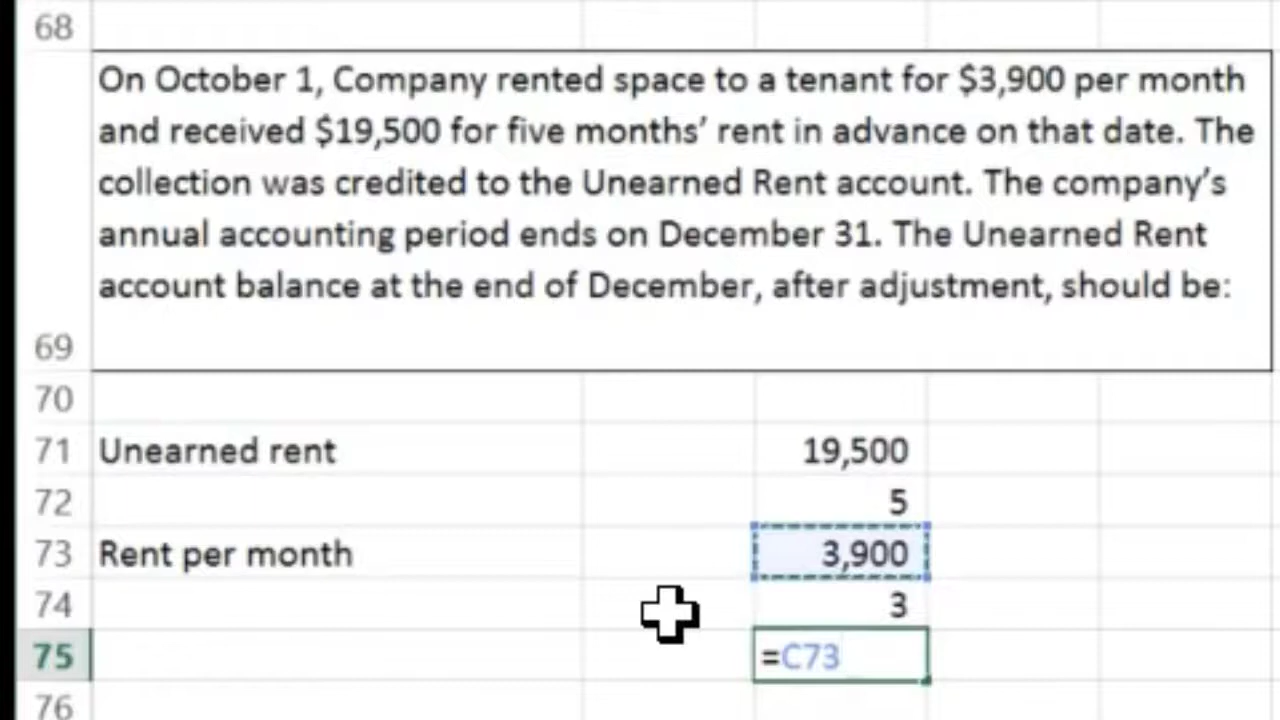 68
On October 1, Company rented space to a tenant for $3,900 per month
and received $19,500 for five months’ rent in advance on that date. The
collection was credited to the Unearned Rent account. The company’s
annual accounting period ends on December 31. The Unearned Rent
account balance at the end of December, after adjustment, should be:
69
70
71 Unearned rent 19,500
72 5
73 Rent per month 3,900
74 3
75 =C73
76